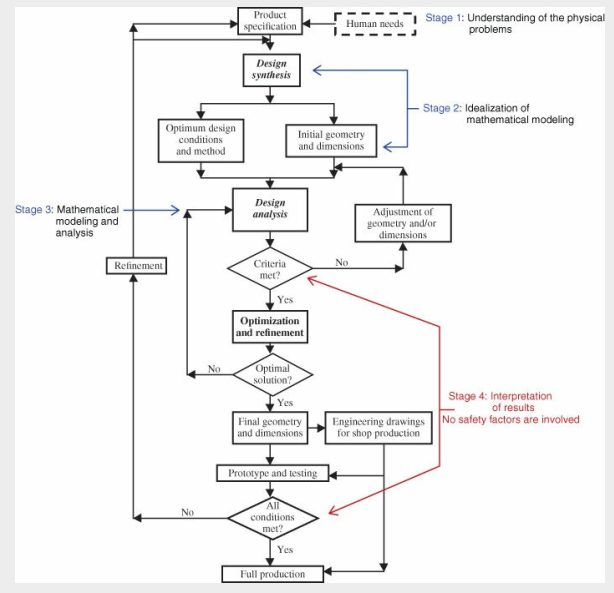 Product
specification
Human needs
Stage 1: Understanding of the physical
problems
Design
synthesis
Stage 2: Idealization of
mathematical modeling
Optimum design
conditions
and method
Initial geometry
and dimensions
Stage 3: Mathematical
modeling and
analysis
Design
analysis
Adjustment of
geometry and/or
dimensions
Refinement
Criteria
met?
No
Yes
Optimization
and refinement
No
Optimal
solution?
Yes
Stage 4: Interpretation
of results
No safety factors are involved
Final geometry
and dimensions
Engineering drawings
for shop production
Prototype and testing
No
All
conditions
met?
Yes
Full production